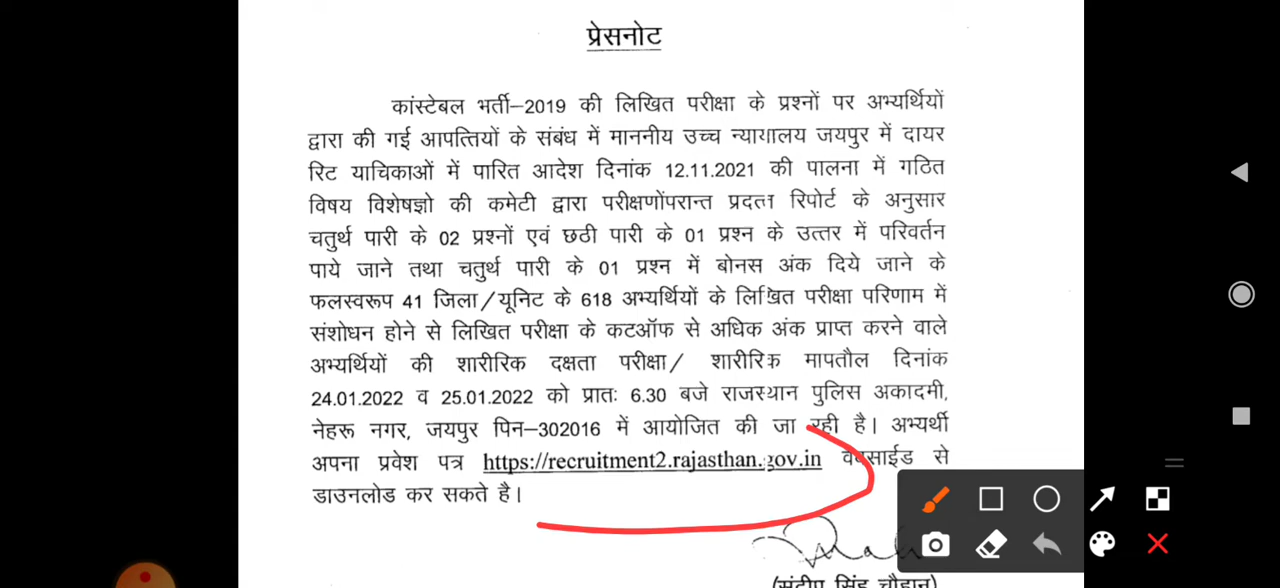 प्रेसनोट
कांस्टेबल भर्ती–2019 की लिखित परीक्षा के प्रश्नों पर अभ्यर्थियों
द्वारा की गई आपत्तियों के संबंध में माननीय उच्च न्यायालय जयपुर में दायर
रिट याचिकाओं में पारित आदेश दिनांक 12.11.2021 की पालना में गठित
विषय विशेषज्ञो की कमेटी द्वारा परीक्षणोंपरान्त प्रदत्त रिपोर्ट के अनुसार
चतुर्थ पारी के 02 प्रश्नों एवं छठी पारी के 01 प्रश्न के उत्तर में परिवर्तन
पाये जाने तथा चतुर्थ पारी के 01 प्रश्न में बोनस अंक दिये जाने के
फलस्वरूप 41 जिला/यूनिट के 618 अभ्यर्थियों के लिखित परीक्षा परिणाम में
संशोधन होने से लिखित परीक्षा के कटऑफ से अधिक अंक प्राप्त करने वाले
अभ्यर्थियों की शारीरिक दक्षता परीक्षा/ शारीरिक मापतौल दिनांक
24.01.2022 व 25.01.2022 को प्रातः 6.30 बजे राजस्थान पुलिस अकादमी,
नेहरू नगर, जयपुर पिन–302016 में आयोजित की जा रही है। अभ्यर्थी
अपना प्रवेश पत्र https://recruitment2.rajasthan.gov.in वेबसाईड से
डाउनलोड कर सकते है।
(संदीप सिंह चौहान)